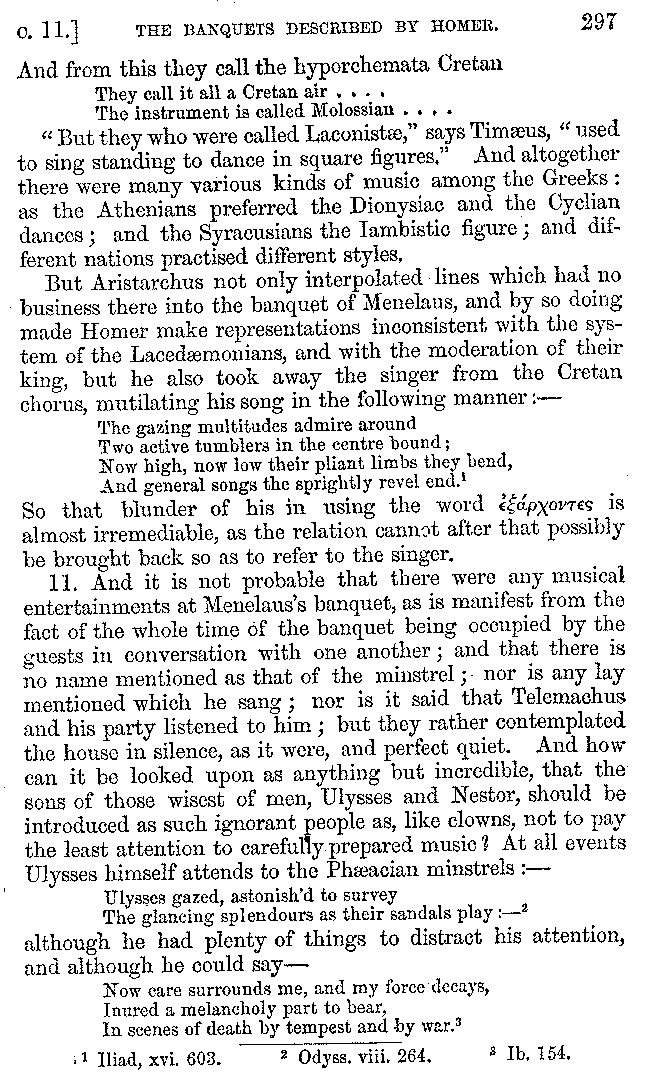 c. 11.] THE BANQUETS DESCRIBED BY HOMER. 297
And from this they call the hyporchemata Cretan
They call it all a Cretan air . . . .
The instrument is called Molossian . . . .
“ But they who were called Laconistæ,” says Timæus, “ used
to sing standing to dance in square figures.” And altogether
there were many various kinds of music among the Greeks :
as the Athenians preferred the Dionysiac and the Cyclian
dances ; and the Syracusians the Iambistic figure ; and dif-
ferent nations practised different styles.
But Aristarchus not only interpolated lines which had no
business there into the banquet of Menelaus, and by so doing
made Homer make representations inconsistent with the sys-
tem of the Lacedæmonians, and with the moderation of their
king, but he also took away the singer from the Cretan
chorus, mutilating his song in the following manner :—
The gazing multitudes admire around
Two active tumblers in the centre bound ;
Now high, now low their pliant limbs they bend,
And general songs the sprightly revel end.¹
So that blunder of his in using the word ἐξάρχοντες is
almost irremediable, as the relation cannot after that possibly
be brought back so as to refer to the singer.
11. And it is not probable that there were any musical
entertainments at Menelaus’s banquet, as is manifest from the
fact of the whole time of the banquet being occupied by the
guests in conversation with one another ; and that there is
no name mentioned as that of the minstrel ; nor is any lay
mentioned which he sang ; nor is it said that Telemachus
and his party listened to him ; but they rather contemplated
the house in silence, as it were, and perfect quiet. And how
can it be looked upon as anything but incredible, that the
sons of those wisest of men, Ulysses and Nestor, should be
introduced as such ignorant people as, like clowns, not to pay
the least attention to carefully prepared music ? At all events
Ulysses himself attends to the Phæacian minstrels :—
Ulysses gazed, astonish’d to survey
The glancing splendours as their sandals play :—²
although he had plenty of things to distract his attention,
and although he could say—
Now care surrounds me, and my force decays,
Inured a melancholy part to bear,
In scenes of death by tempest and by war.³
¹ Iliad, xvi. 603. ² Odyss. viii. 264. ³ Ib. 154.